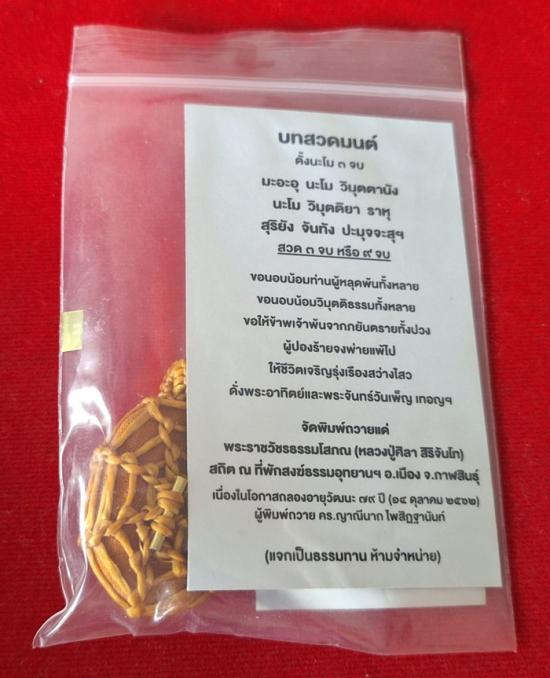 บทสวดมนต์
ตั้งนะโม ๓ จบ
มะอะอุ นะโม วิมุตตานัง
นะโม วิมุตติยา ราหุ
สุริยัง จันทัง ปะมุจจะสุฯ
สวด ๓ จบ หรือ ๙ จบ
ขอนอบน้อมท่านผู้หลุดพ้นทั้งหลาย
ขอนอบน้อมวิมุตติธรรมทั้งหลาย
ขอให้ข้าพเจ้าพ้นจากภยันตรายทั้งปวง
ผู้ปองร้ายจงพ่ายแพ้ไป
ให้ชีวิตเจริญรุ่งเรืองสว่างไสว
ดั่งพระอาทิตย์และพระจันทร์วันเพ็ญ เทอญฯ
จัดพิมพ์ถวายแด่
พระราชวัชรธรรมโสภณ (หลวงปู่ศิลา สิริจันโท)
สถิต ณ ที่พักสงฆ์ธรรมอุทยานฯ อ.เมือง จ.กาฬสินธุ์
เนื่องในโอกาสฉลองอายุวัฒนะ ๗๙ ปี (๑๔ ตุลาคม ๒๕๖๒)
ผู้พิมพ์ถวาย ดร.ญาณีนาถ ไพสิฏฐานันท์
(แจกเป็นธรรมทาน ห้ามจำหน่าย)